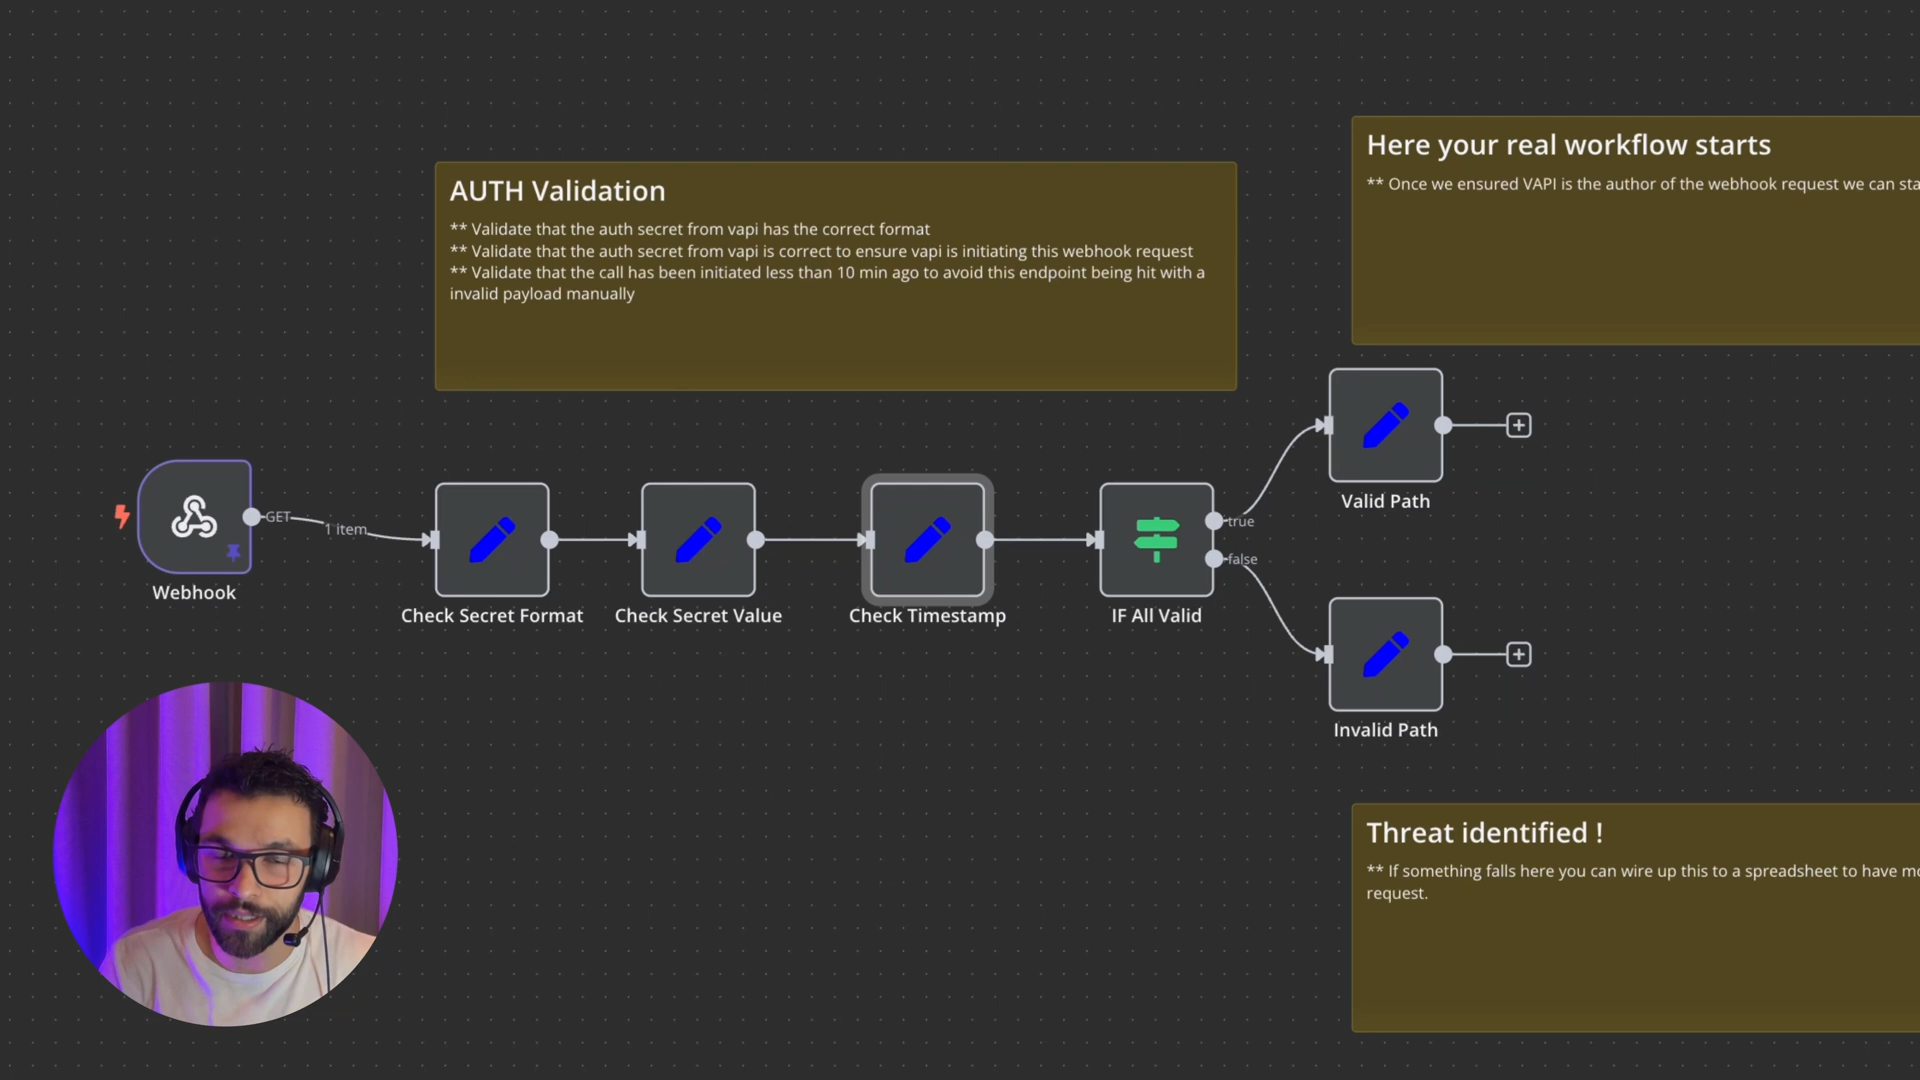 AUTH Validation
** Validate that the auth secret from vapi has the correct format
** Validate that the auth secret from vapi is correct to ensure vapi is initiating this webhook request
** Validate that the call has been initiated less than 10 min ago to avoid this endpoint being hit with a
invalid payload manually
Here your real workflow starts
** Once we ensured VAPI is the author of the webhook request we can sta
GET
1 item
Webhook
Check Secret Format
Check Secret Value
Check Timestamp
IF All Valid
true
false
Valid Path
Invalid Path
Threat identified !
** If something falls here you can wire up this to a spreadsheet to have mo
request.